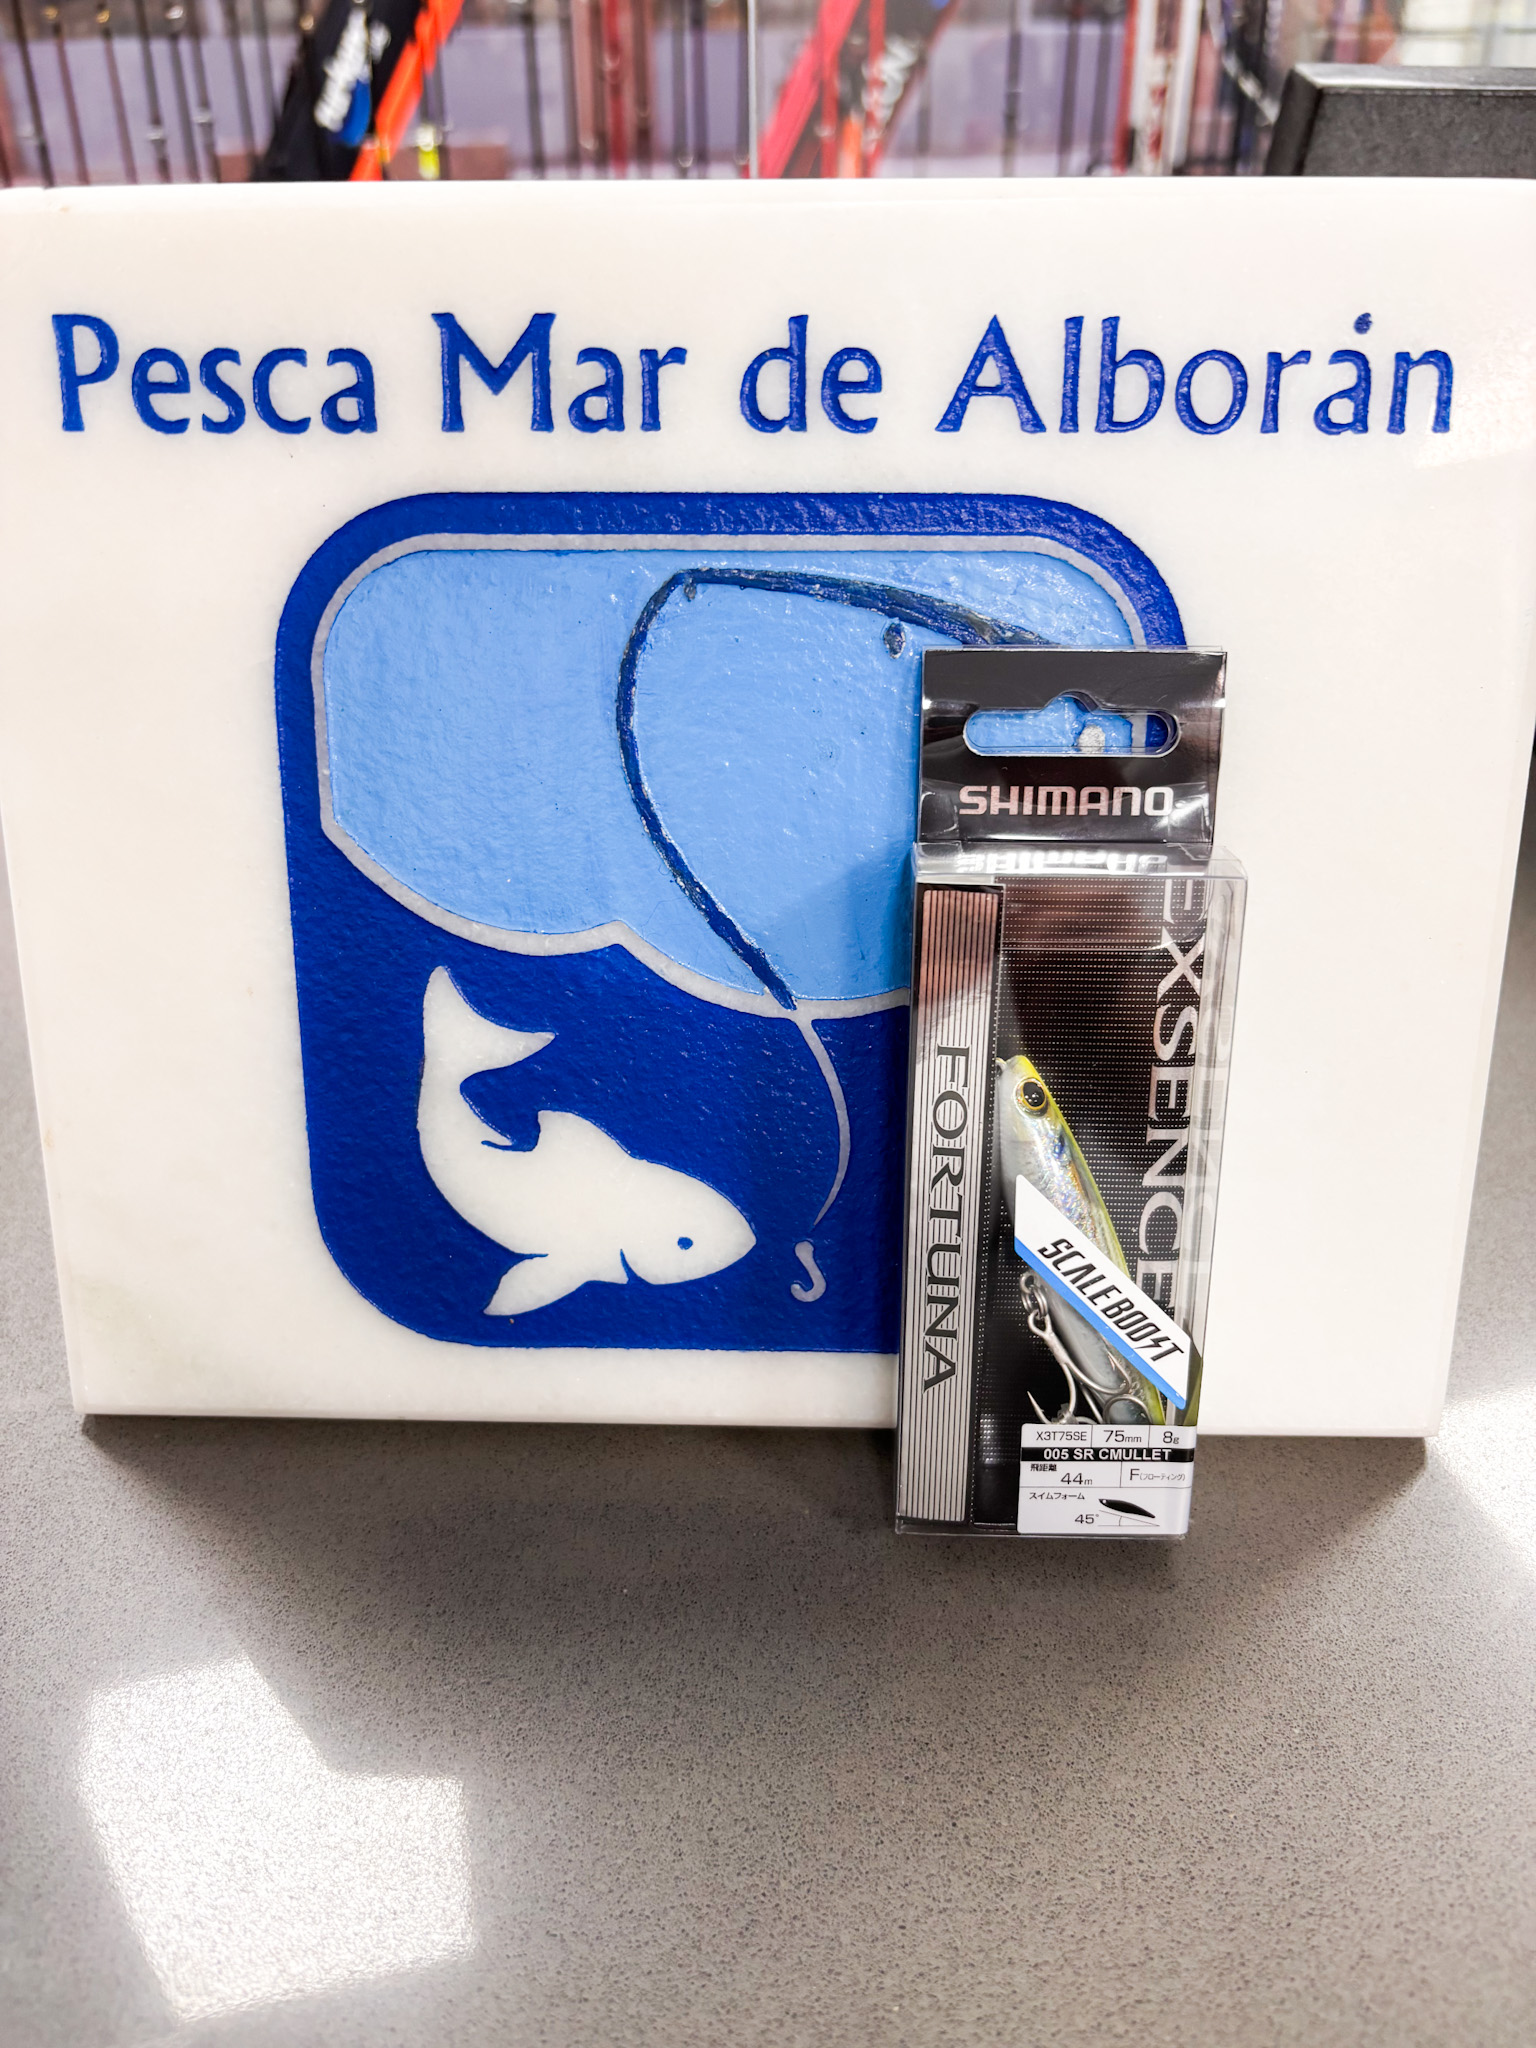 Pesca Mar de Alborán
SHIMANO
EXSENCE
FORTUNA
SCALEBOOST
X3T75SE 75mm 8g
005 SR CMULLET
飛距離 44m F(フローティング)
スイムフォーム
45°